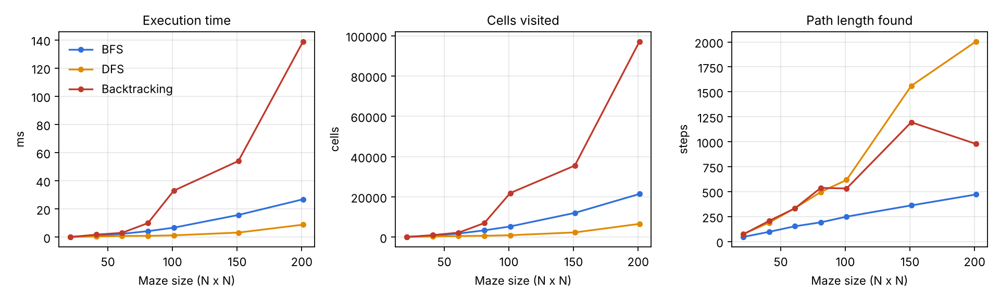 Execution time
140
120
100
80
60
40
20
0
ms
BFS
DFS
Backtracking
50 100 150 200
Maze size (N x N)
Cells visited
100000
80000
60000
40000
20000
0
cells
50 100 150 200
Maze size (N x N)
Path length found
2000
1750
1500
1250
1000
750
500
250
0
steps
50 100 150 200
Maze size (N x N)